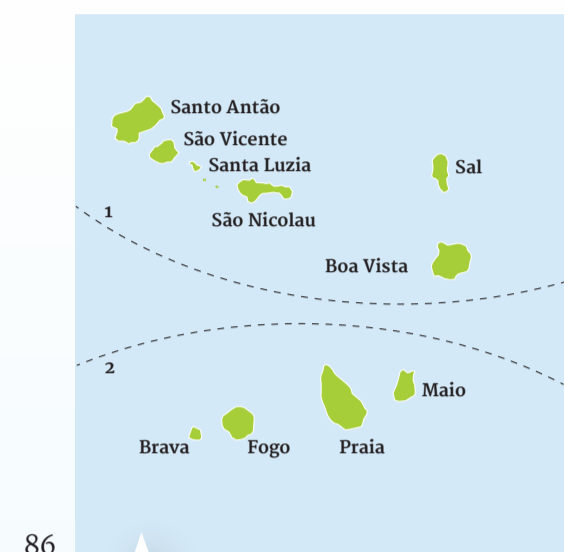 Santo Antão
São Vicente
Santa Luzia
Sal
1
São Nicolau
Boa Vista
2
Maio
Brava
Fogo
Praia
86